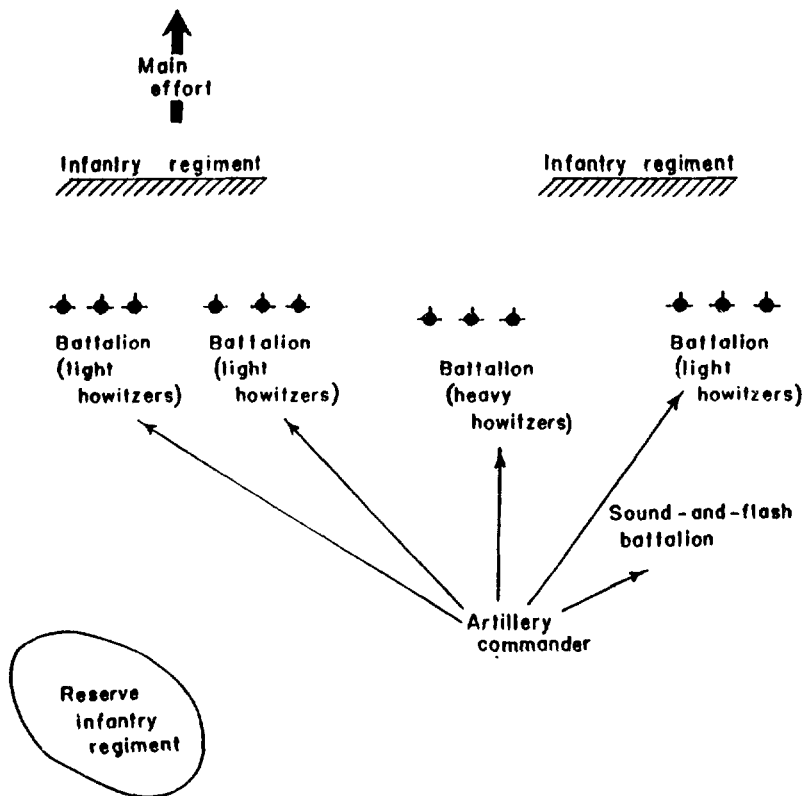 Main
effort
Infantry regiment
Infantry regiment
Battalion
(light
howitzers)
Battalion
(light
howitzers)
Battalion
(heavy
howitzers)
Battalion
(light
howitzers)
Sound-and-flash
battalion
Artillery
commander
Reserve
infantry
regiment